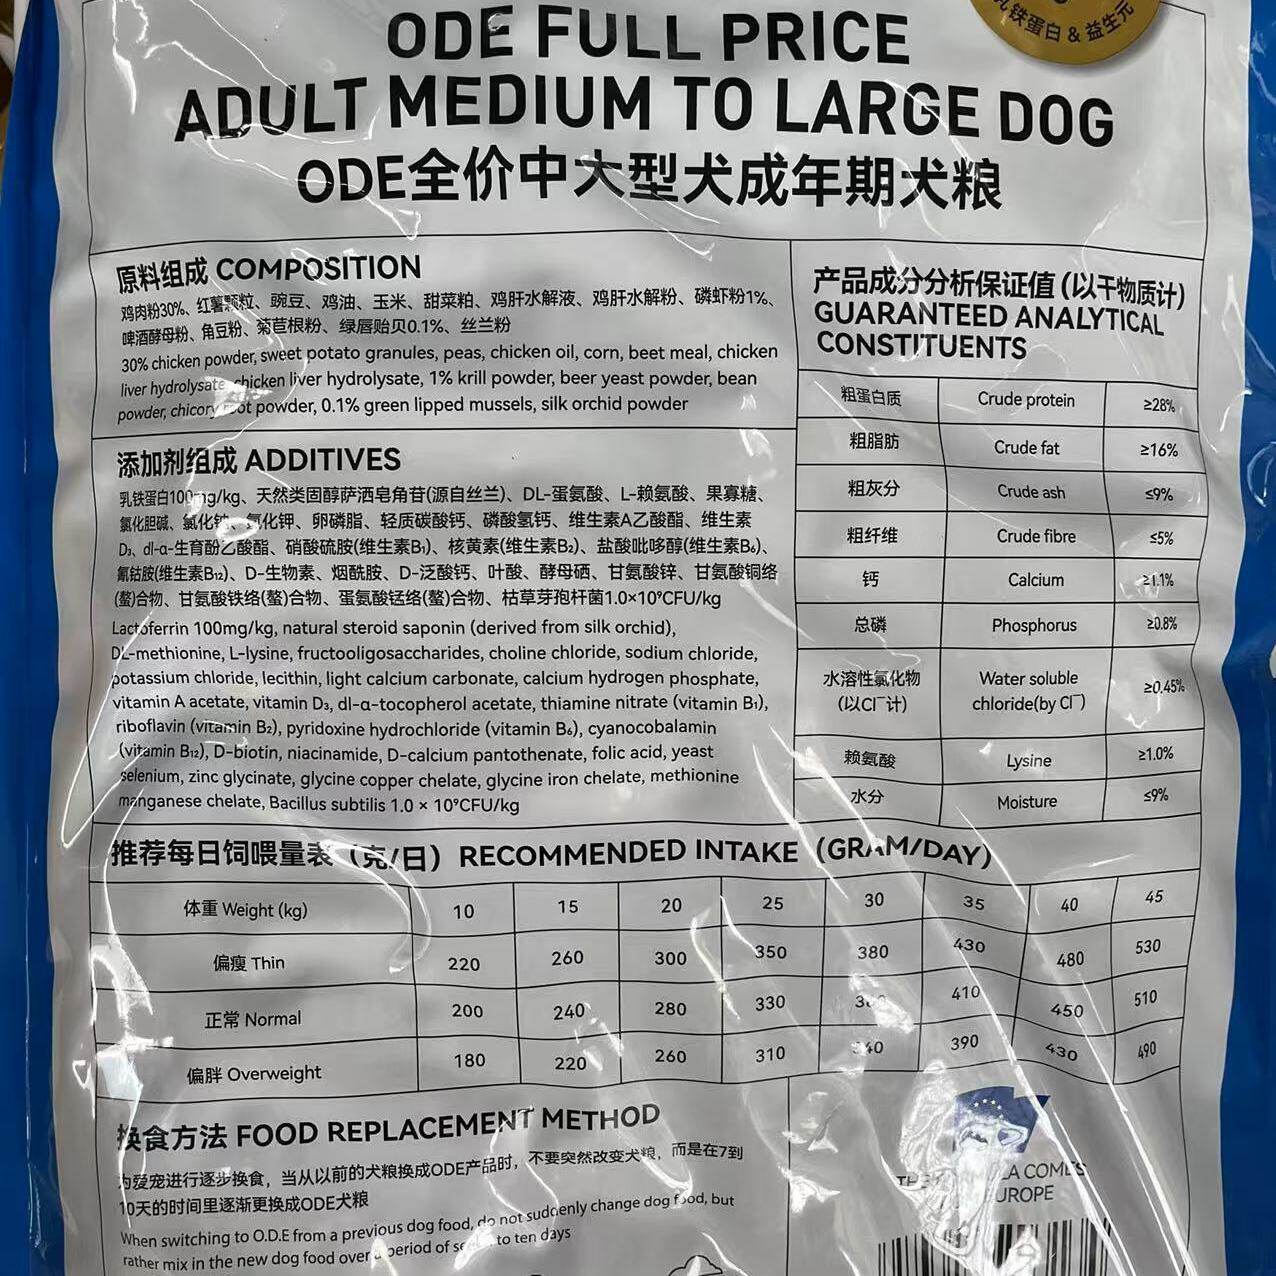 乳铁蛋白 & 益生元
ODE FULL PRICE
ADULT MEDIUM TO LARGE DOG
ODE全价中大型犬成年期犬粮
原料组成 COMPOSITION
鸡肉粉30%、红薯颗粒、豌豆、鸡油、玉米、甜菜粕、鸡肝水解液、鸡肝水解粉、磷虾粉1%、
啤酒酵母粉、角豆粉、菊苣根粉、绿唇贻贝0.1%、丝兰粉
30% chicken powder, sweet potato granules, peas, chicken oil, corn, beet meal, chicken
liver hydrolysate, chicken liver hydrolysate, 1% krill powder, beer yeast powder, bean
powder, chicory root powder, 0.1% green lipped mussels, silk orchid powder
添加剂组成 ADDITIVES
乳铁蛋白100mg/kg、天然类固醇萨洒皂角苷(源自丝兰)、DL-蛋氨酸、L-赖氨酸、果寡糖、
氯化胆碱、氯化钠、氯化钾、卵磷脂、轻质碳酸钙、磷酸氢钙、维生素A乙酸酯、维生素
D₃、dl-α-生育酚乙酸酯、硝酸硫胺(维生素B₁)、核黄素(维生素B₂)、盐酸吡哆醇(维生素B₆)、
氰钴胺(维生素B₁₂)、D-生物素、烟酰胺、D-泛酸钙、叶酸、酵母硒、甘氨酸锌、甘氨酸铜络
(螯)合物、甘氨酸铁络(螯)合物、蛋氨酸锰络(螯)合物、枯草芽孢杆菌1.0×10⁹CFU/kg
Lactoferrin 100mg/kg, natural steroid saponin (derived from silk orchid),
DL-methionine, L-lysine, fructooligosaccharides, choline chloride, sodium chloride,
potassium chloride, lecithin, light calcium carbonate, calcium hydrogen phosphate,
vitamin A acetate, vitamin D₃, dl-α-tocopherol acetate, thiamine nitrate (vitamin B₁),
riboflavin (vitamin B₂), pyridoxine hydrochloride (vitamin B₆), cyanocobalamin
(vitamin B₁₂), D-biotin, niacinamide, D-calcium pantothenate, folic acid, yeast
selenium, zinc glycinate, glycine copper chelate, glycine iron chelate, methionine
manganese chelate, Bacillus subtilis 1.0 × 10⁹CFU/kg
产品成分分析保证值 (以干物质计)
GUARANTEED ANALYTICAL
CONSTITUENTS
粗蛋白质 Crude protein ≥28%
粗脂肪 Crude fat ≥16%
粗灰分 Crude ash ≤9%
粗纤维 Crude fibre ≤5%
钙 Calcium ≥1.1%
总磷 Phosphorus ≥0.8%
水溶性氯化物 Water soluble
(以Cl⁻计) chloride(by Cl⁻) ≥0.45%
赖氨酸 Lysine ≥1.0%
水分 Moisture ≤9%
推荐每日饲喂量表（克/日）RECOMMENDED INTAKE (GRAM/DAY)
体重 Weight (kg) 10 15 20 25 30 35 40 45
偏瘦 Thin 220 260 300 350 380 430 480 530
正常 Normal 200 240 280 330 410 450 510
偏胖 Overweight 180 220 260 310 340 390 430 490
换食方法 FOOD REPLACEMENT METHOD
为爱宠进行逐步换食，当从以前的犬粮换成ODE产品时，不要突然改变犬粮，而是在7到
10天的时间里逐渐更换成ODE犬粮
When switching to O.D.E from a previous dog food, do not suddenly change dog food, but
rather mix in the new dog food over a period of to ten days
COMES
EUROPE